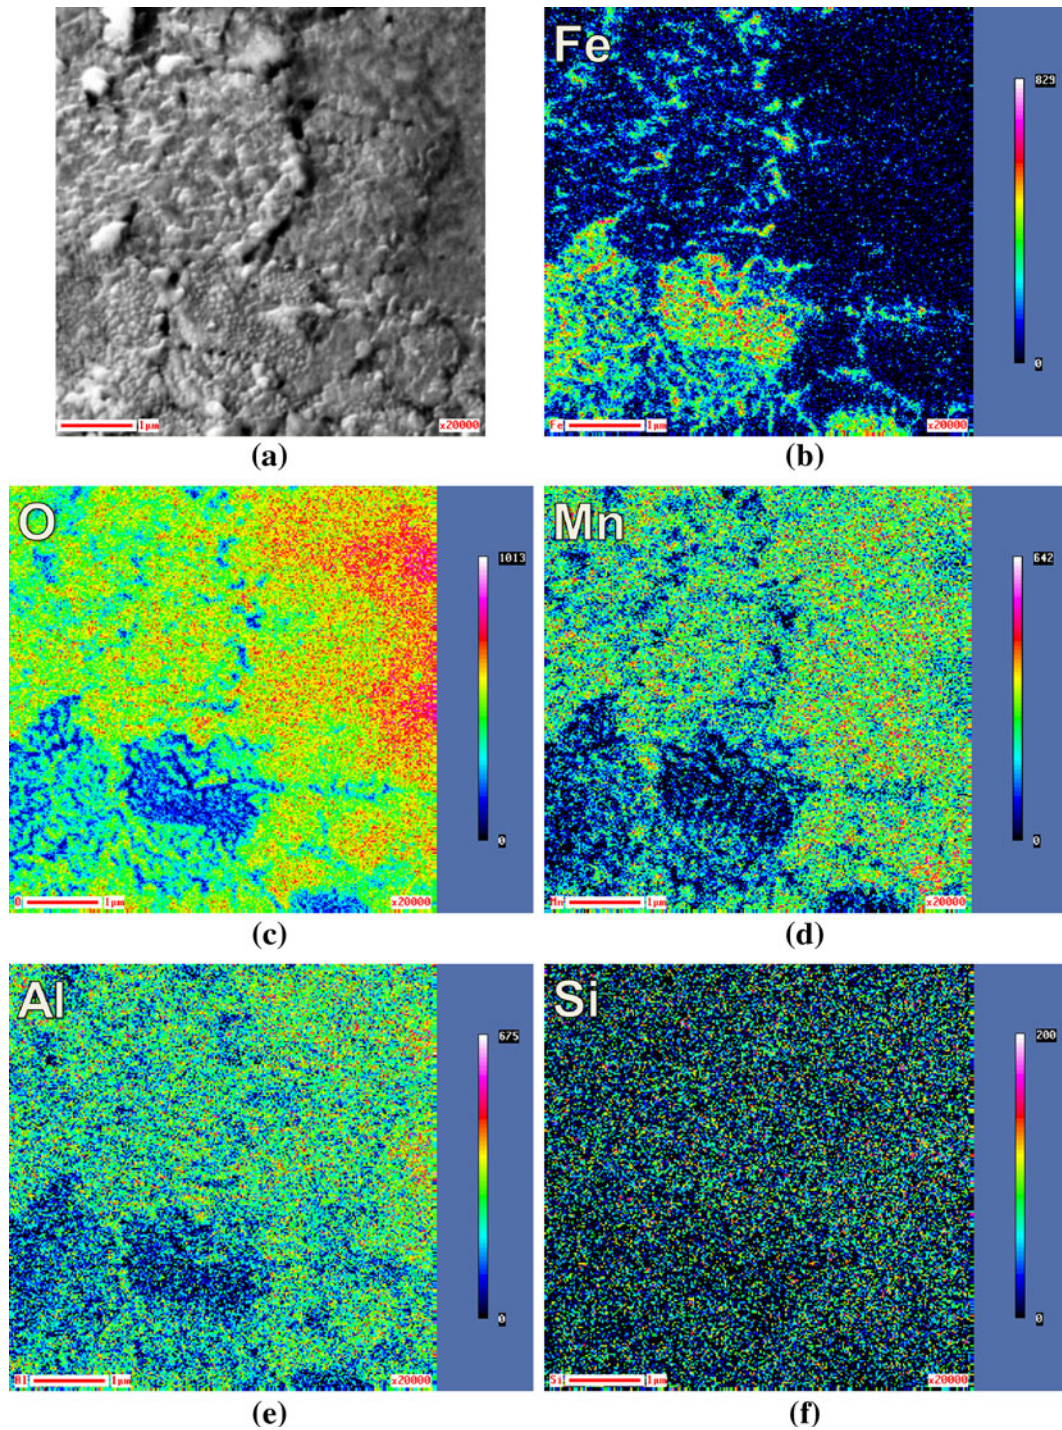 Fe
829
0
1µm
x20000
Fe
1µm
x20000
(a)
(b)
O
Mn
1013
642
0
0
O
1µm
x20000
Mn
1µm
x20000
(c)
(d)
Al
Si
675
200
0
0
Al
1µm
x20000
Si
1µm
x20000
(e)
(f)